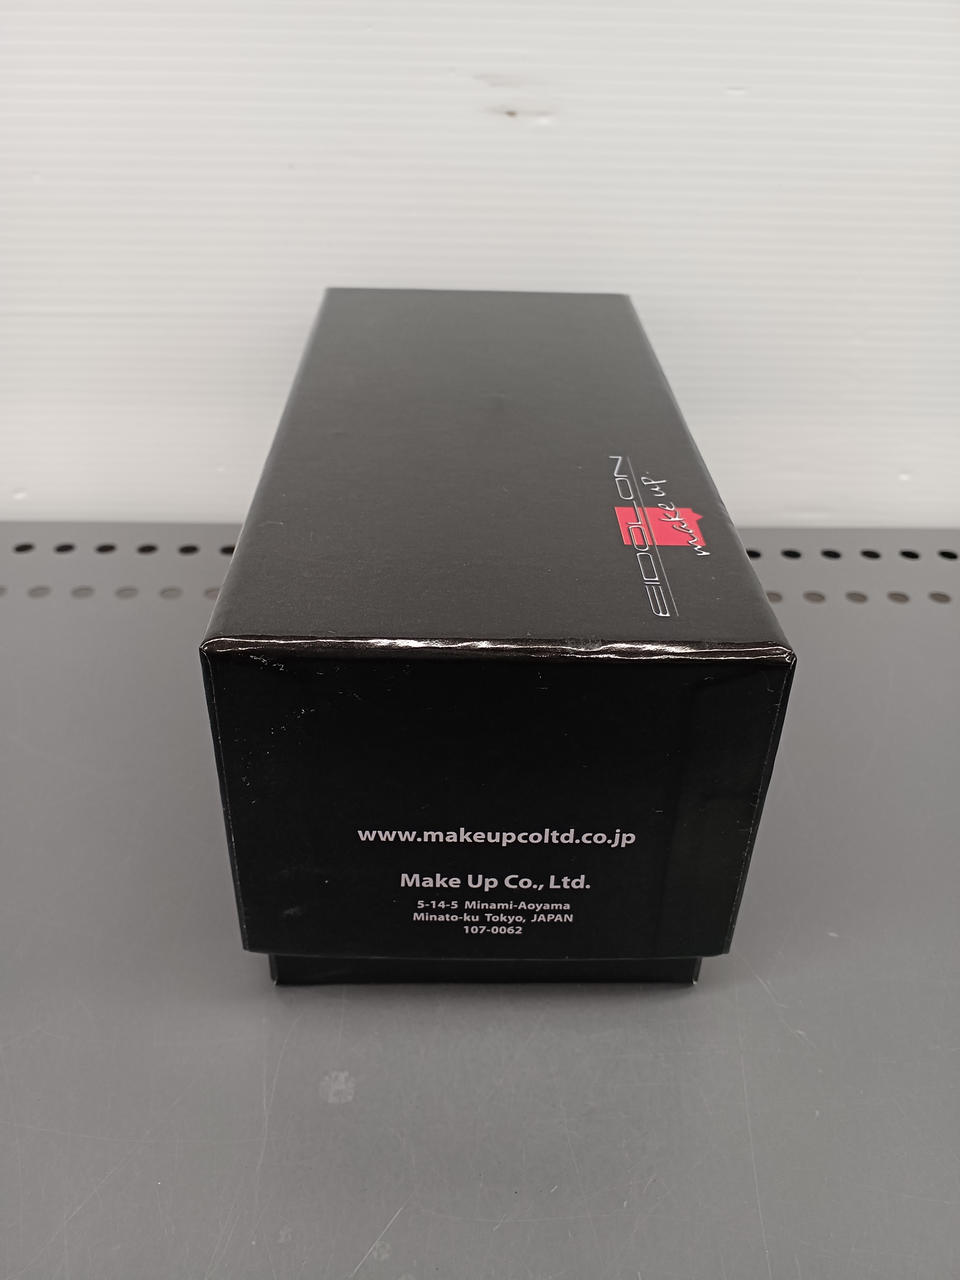 EIDOLON
make up.
www.makeupcoltd.co.jp
Make Up Co., Ltd.
5-14-5 Minami-Aoyama
Minato-ku Tokyo, JAPAN
107-0062